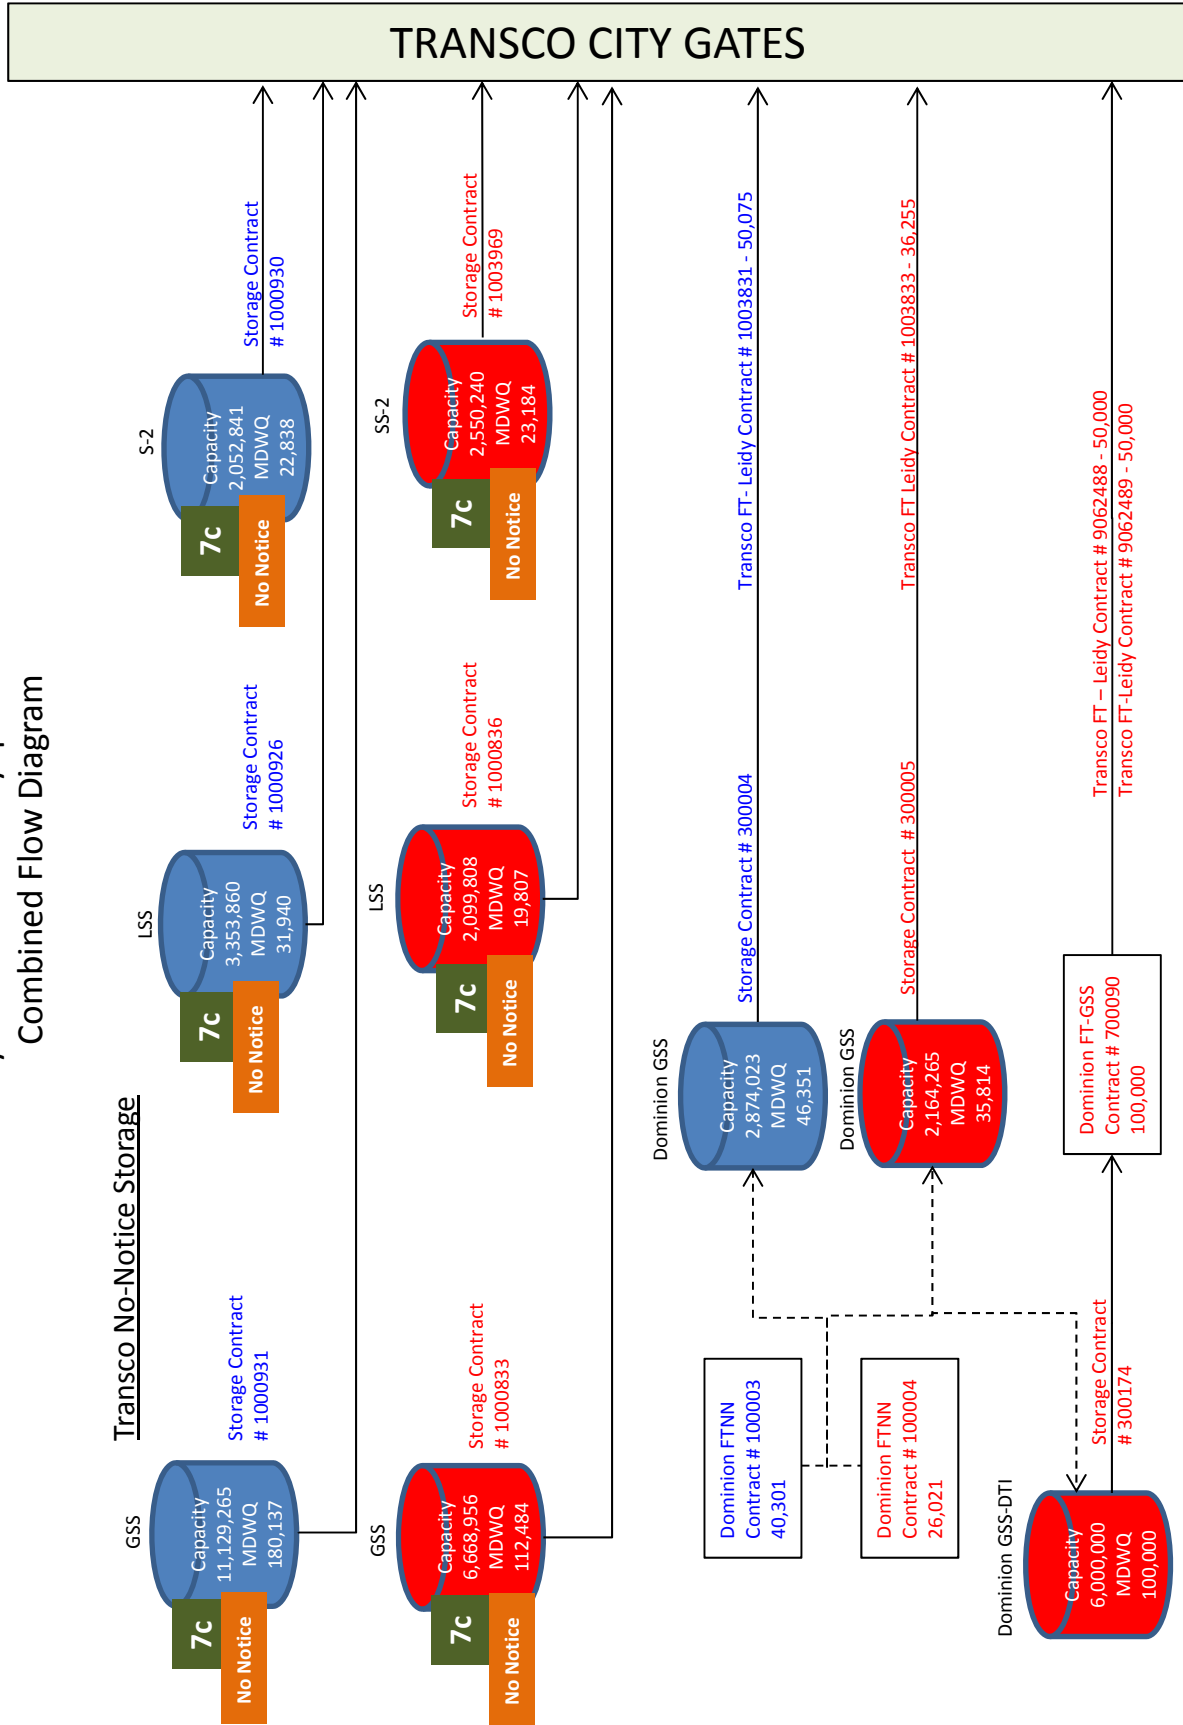 Combined Flow Diagram
Transco No-Notice Storage
TRANSCO CITY GATES
GSS
7c
No Notice
Capacity
11,129,265
MDWQ
180,137
Storage Contract
# 1000931
LSS
7c
No Notice
Capacity
3,353,860
MDWQ
31,940
Storage Contract
# 1000926
S-2
7c
No Notice
Capacity
2,052,841
MDWQ
22,838
Storage Contract
# 1000930
GSS
7c
No Notice
Capacity
6,668,956
MDWQ
112,484
Storage Contract
# 1000833
LSS
7c
No Notice
Capacity
2,099,808
MDWQ
19,807
Storage Contract
# 1000836
SS-2
7c
No Notice
Capacity
2,550,240
MDWQ
23,184
Storage Contract
# 1003969
Dominion FTNN
Contract # 100003
40,301
Dominion GSS
Capacity
2,874,023
MDWQ
46,351
Storage Contract # 300004
Transco FT- Leidy Contract # 1003831 - 50,075
Dominion FTNN
Contract # 100004
26,021
Dominion GSS
Capacity
2,164,265
MDWQ
35,814
Storage Contract # 300005
Transco FT Leidy Contract # 1003833 - 36,255
Dominion GSS-DTI
Capacity
6,000,000
MDWQ
100,000
Storage Contract
# 300174
Dominion FT-GSS
Contract # 700090
100,000
Transco FT – Leidy Contract # 9062488 - 50,000
Transco FT-Leidy Contract # 9062489 - 50,000